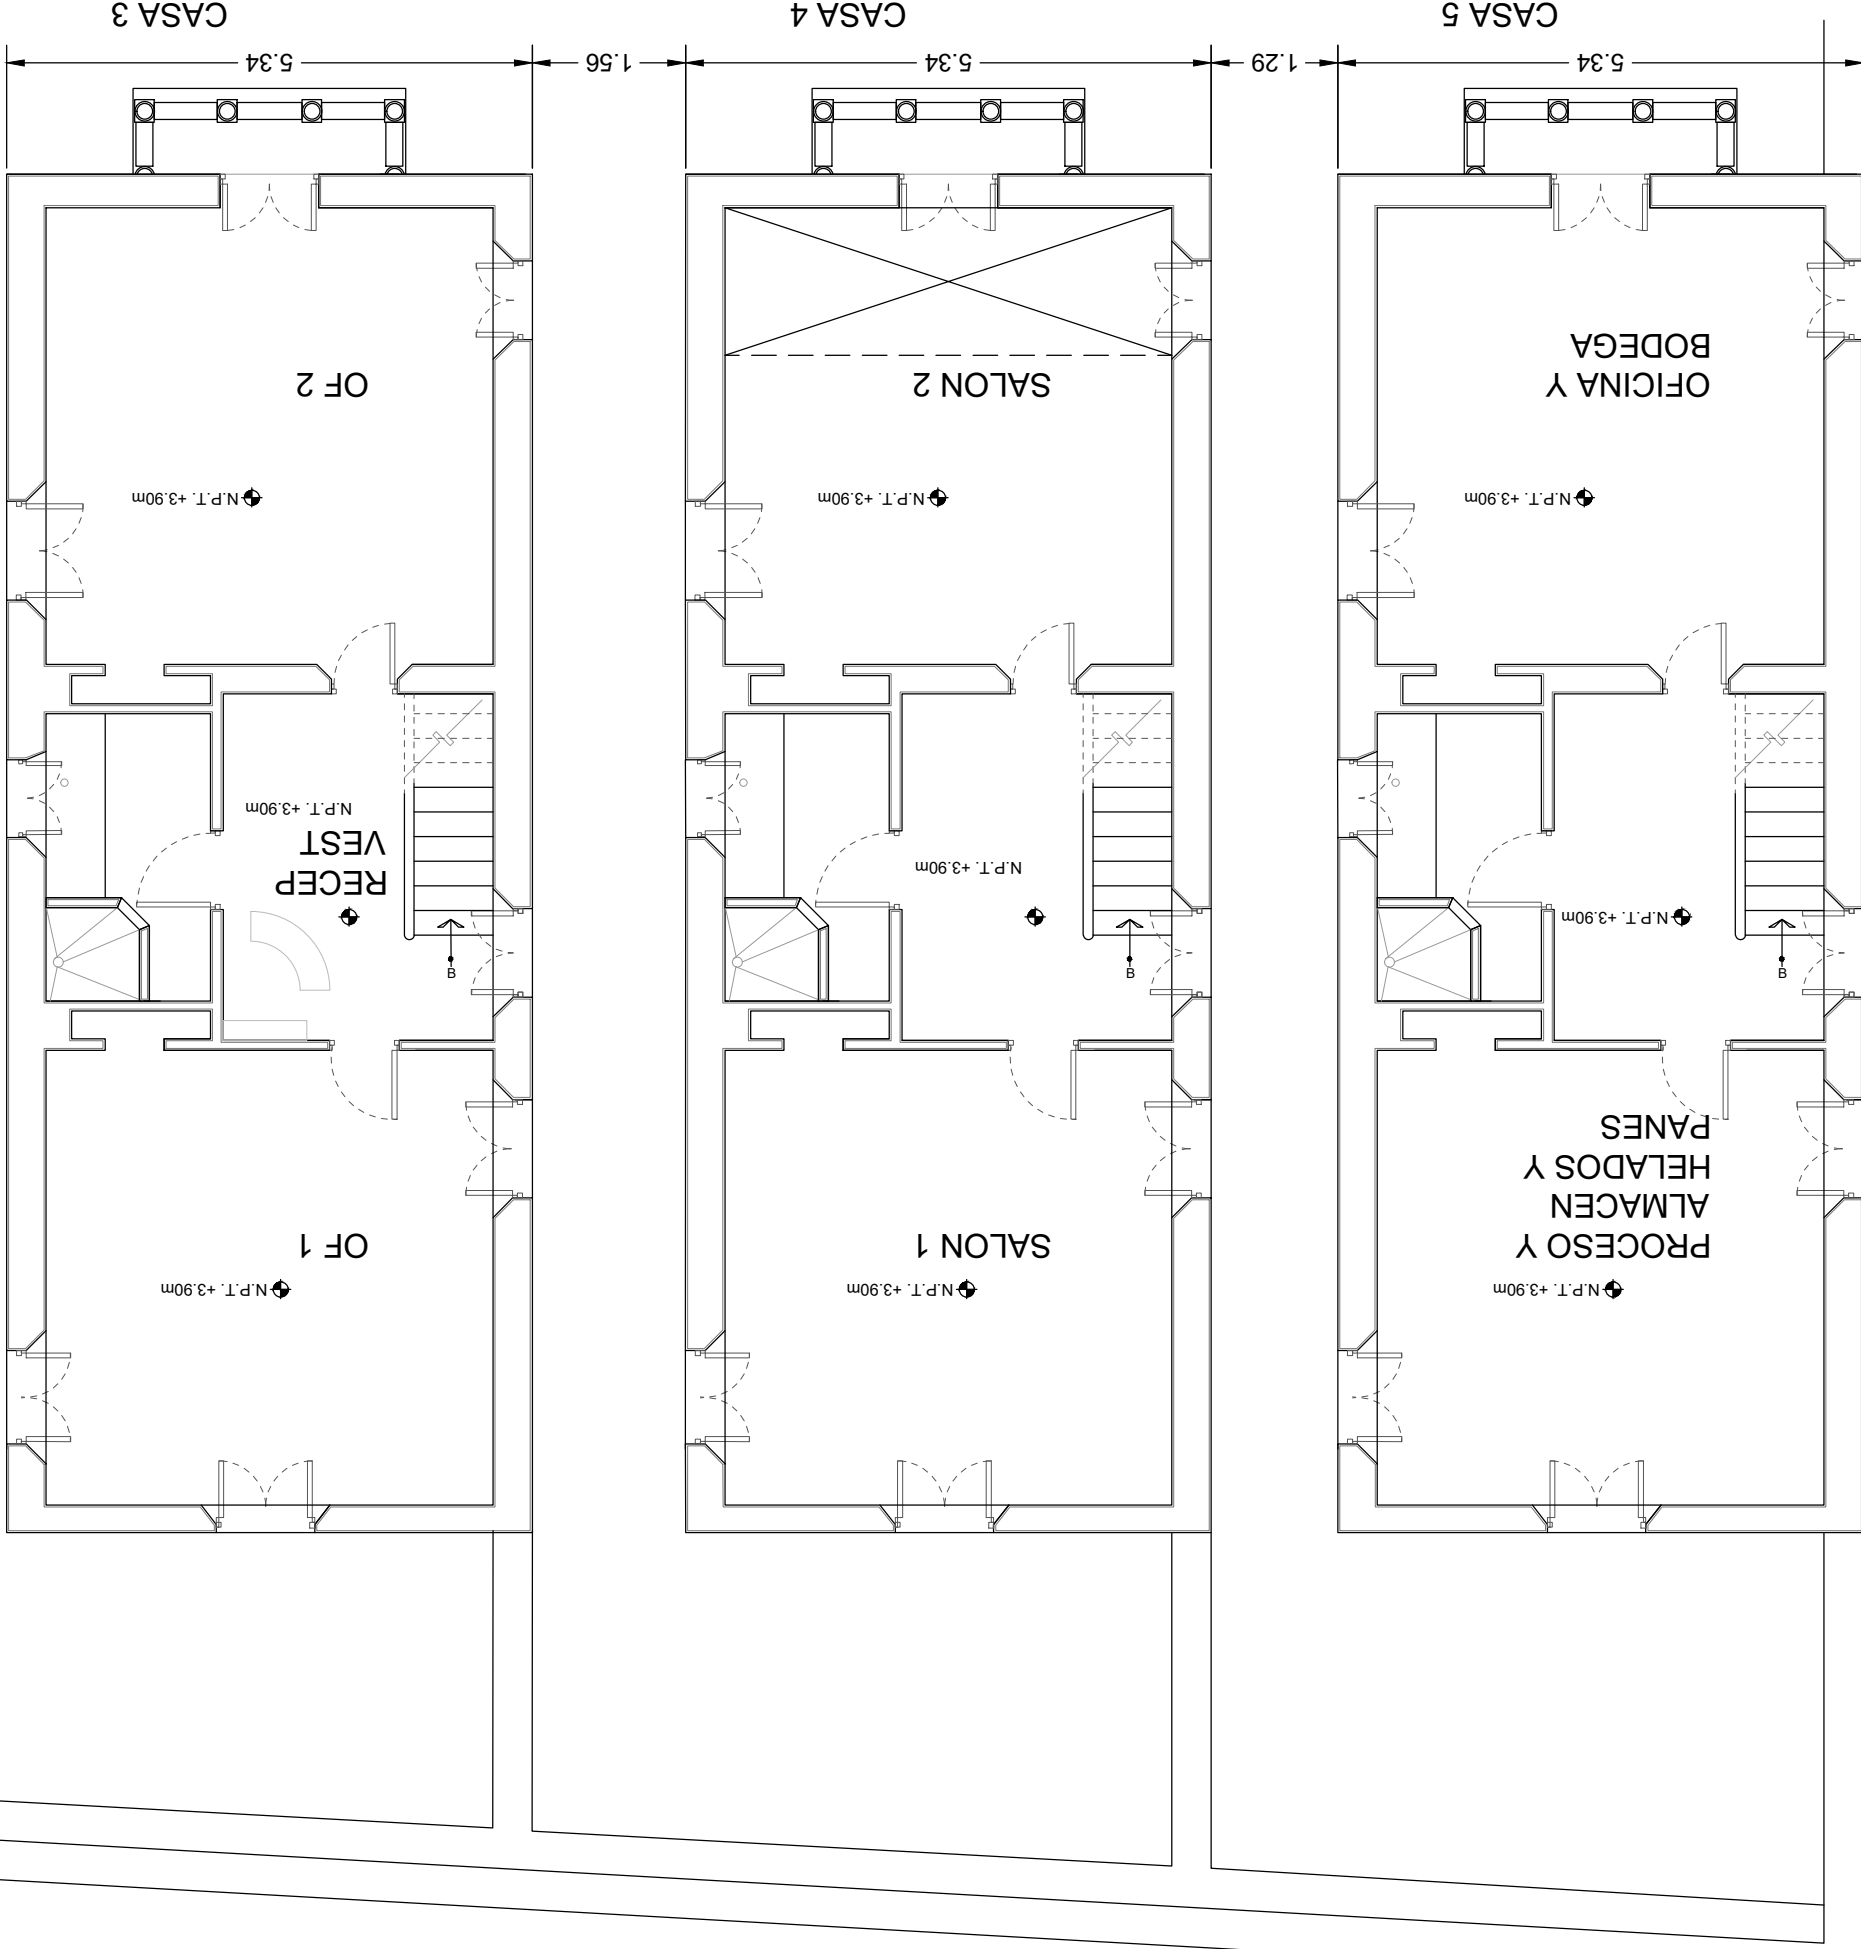 N.P.T. +3.90m
PROCESO Y
ALMACEN
HELADOS Y
PANES
B
N.P.T. +3.90m
N.P.T. +3.90m
OFICINA Y
BODEGA
5.34
CASA 5
1.29
N.P.T. +3.90m
SALON 1
B
N.P.T. +3.90m
N.P.T. +3.90m
SALON 2
5.34
CASA 4
1.56
N.P.T. +3.90m
OF 1
B
RECEP
VEST
N.P.T. +3.90m
N.P.T. +3.90m
OF 2
5.34
CASA 3